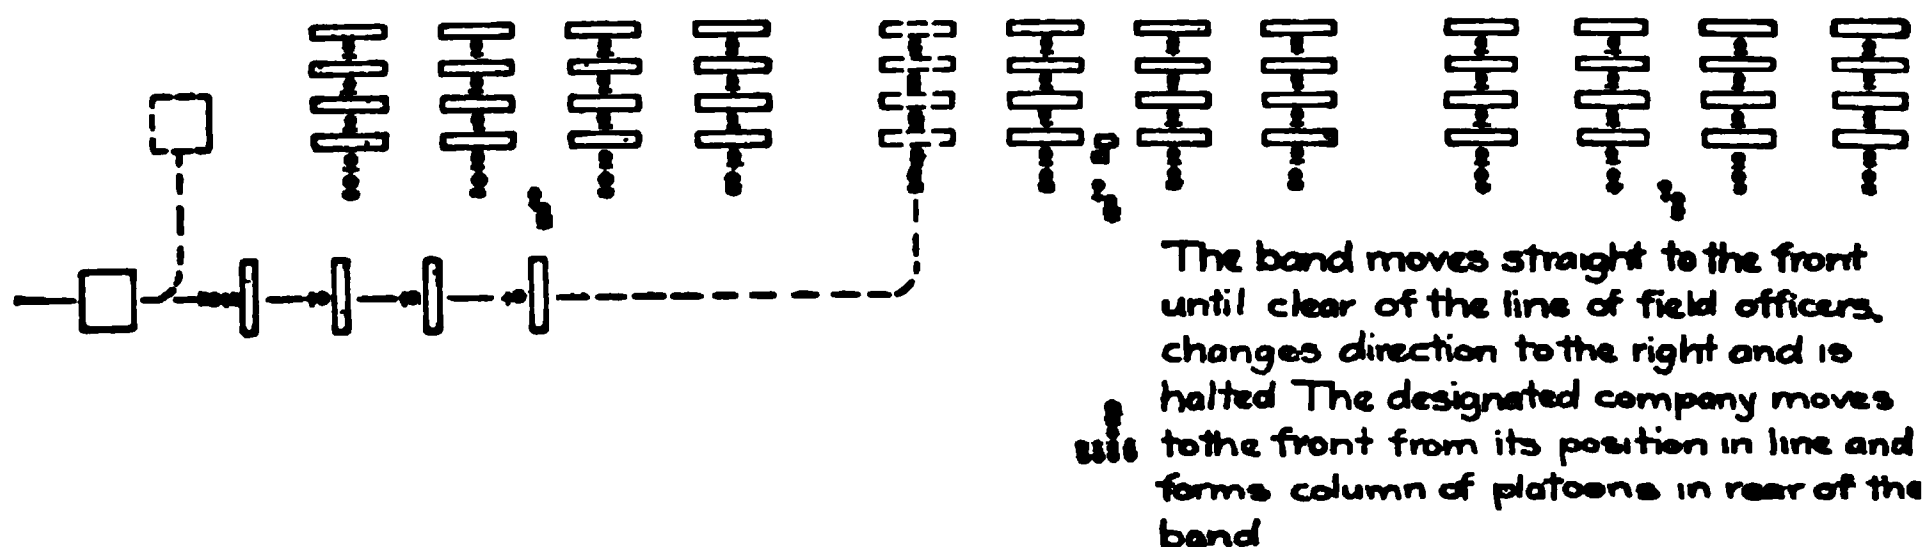 The band moves straight to the front
until clear of the line of field officers,
changes direction to the right and is
halted The designated company moves
to the front from its position in line and
forms column of platoons in rear of the
band